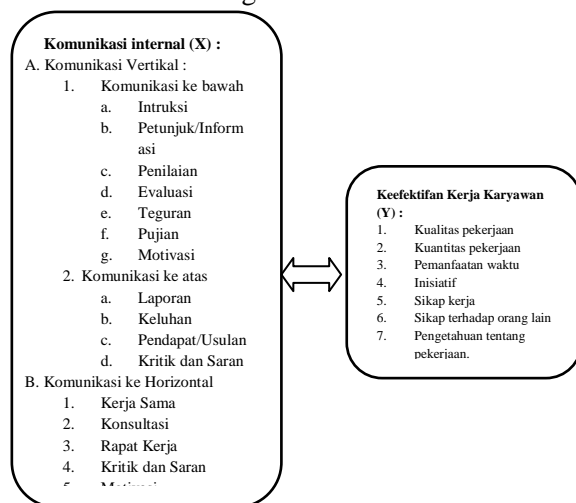 Komunikasi internal (X) :
A. Komunikasi Vertikal :
1. Komunikasi ke bawah
a. Intruksi
b. Petunjuk/Inform
asi
c. Penilaian
d. Evaluasi
e. Teguran
f. Pujian
g. Motivasi
2. Komunikasi ke atas
a. Laporan
b. Keluhan
c. Pendapat/Usulan
d. Kritik dan Saran
B. Komunikasi ke Horizontal
1. Kerja Sama
2. Konsultasi
3. Rapat Kerja
4. Kritik dan Saran
Keefektifan Kerja Karyawan
(Y) :
1. Kualitas pekerjaan
2. Kuantitas pekerjaan
3. Pemanfaatan waktu
4. Inisiatif
5. Sikap kerja
6. Sikap terhadap orang lain
7. Pengetahuan tentang
pekerjaan.